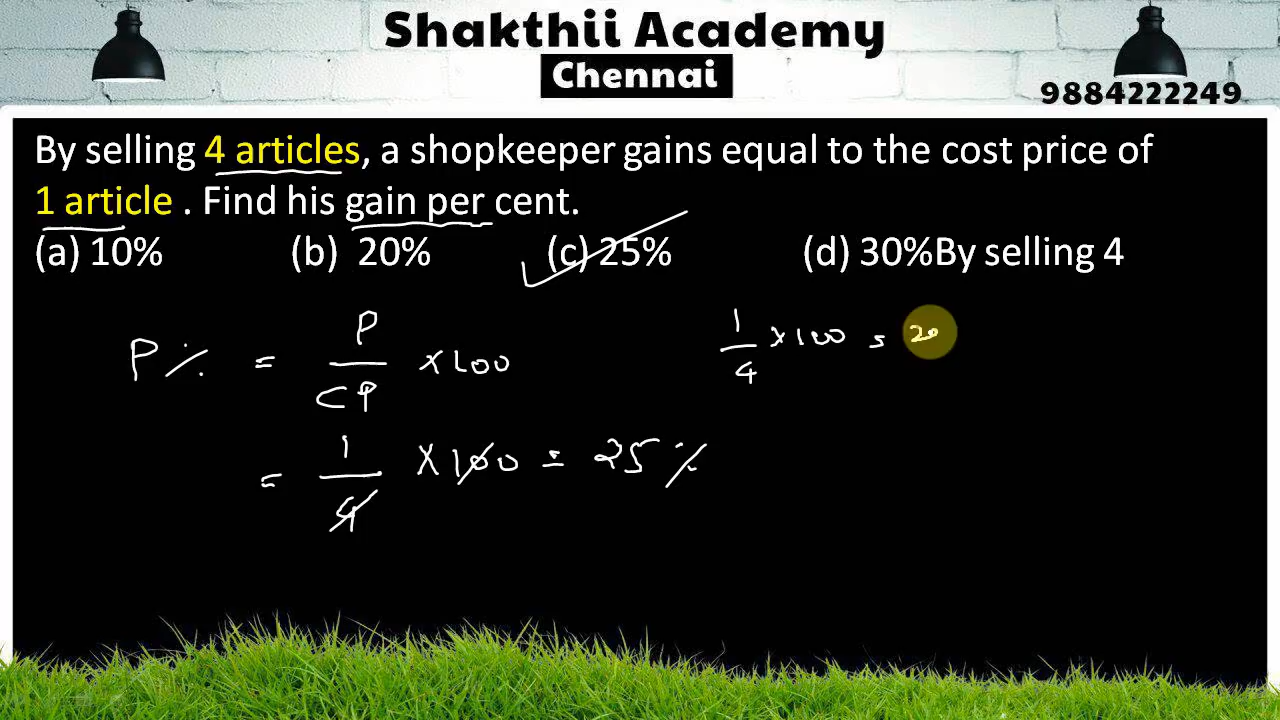 Shakthii Academy
Chennai
9884222249
By selling 4 articles, a shopkeeper gains equal to the cost price of
1 article . Find his gain per cent.
(a) 10% (b) 20% (c) 25% (d) 30%By selling 4
P% = P/CP ×100
1/4 ×100 = 20
= 1/4 ×100 = 25%